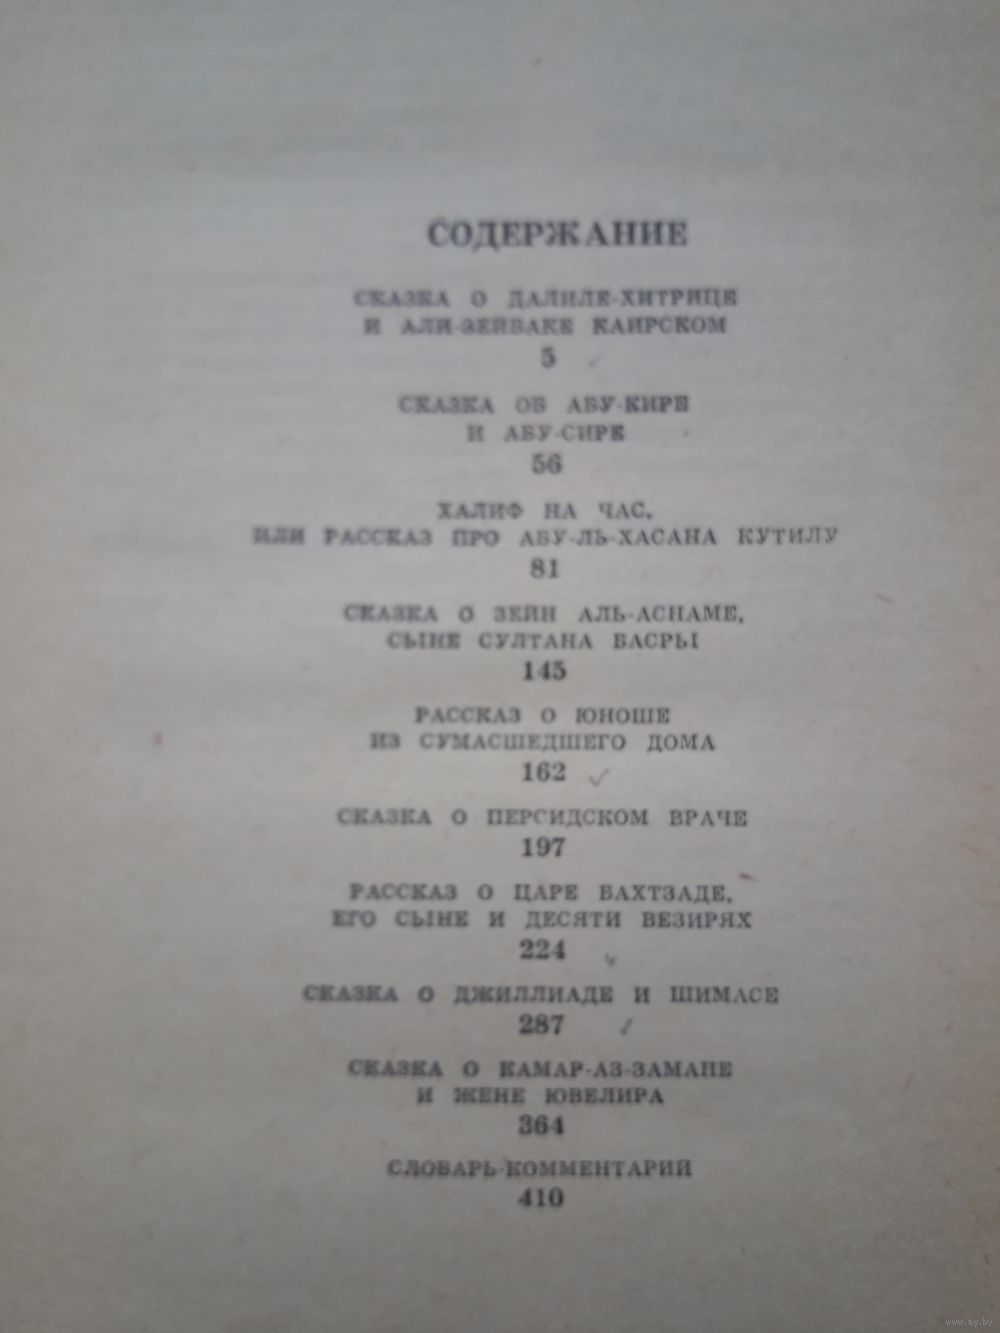 СОДЕРЖАНИЕ
СКАЗКА О ДАЛИЛЕ-ХИТРИЦЕ
И АЛИ-ЗЕЙБАКЕ КАИРСКОМ
5
СКАЗКА ОБ АБУ-КИРЕ
И АБУ-СИРЕ
56
ХАЛИФ НА ЧАС,
ИЛИ РАССКАЗ ПРО АБУ-ЛЬ-ХАСАНА КУТИЛУ
81
СКАЗКА О ЗЕЙН АЛЬ-АСНАМЕ,
СЫНЕ СУЛТАНА БАСРЫ
145
РАССКАЗ О ЮНОШЕ
ИЗ СУМАСШЕДШЕГО ДОМА
162
СКАЗКА О ПЕРСИДСКОМ ВРАЧЕ
197
РАССКАЗ О ЦАРЕ БАХТЗАДЕ,
ЕГО СЫНЕ И ДЕСЯТИ ВЕЗИРЯХ
224
СКАЗКА О ДЖИЛЛИАДЕ И ШИМАСЕ
287
СКАЗКА О КАМАР-АЗ-ЗАМАНЕ
И ЖЕНЕ ЮВЕЛИРА
364
СЛОВАРЬ-КОММЕНТАРИЙ
410
www.ay.by